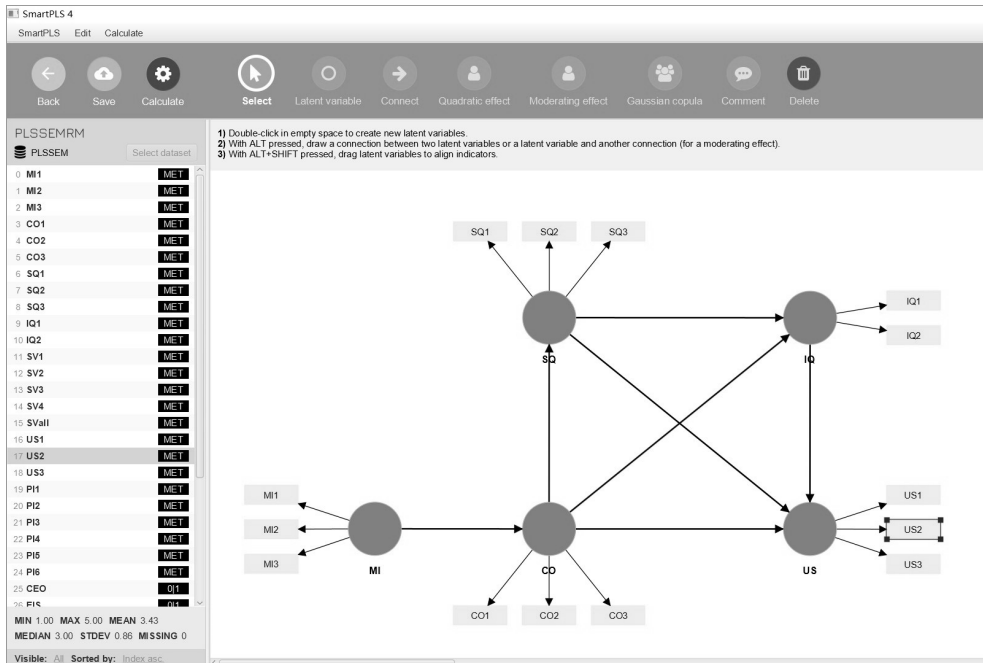 SmartPLS 4
SmartPLS Edit Calculate
Back Save Calculate Select Latent variable Connect Quadratic effect Moderating effect Gaussian copula Comment Delete
PLSSEMRM
PLSSEM Select dataset
1) Double-click in empty space to create new latent variables.
2) With ALT pressed, draw a connection between two latent variables or a latent variable and another connection (for a moderating effect).
3) With ALT+SHIFT pressed, drag latent variables to align indicators.
0 MI1 MET
1 MI2 MET
2 MI3 MET
3 CO1 MET
4 CO2 MET
5 CO3 MET
6 SQ1 MET
7 SQ2 MET
8 SQ3 MET
9 IQ1 MET
10 IQ2 MET
11 SV1 MET
12 SV2 MET
13 SV3 MET
14 SV4 MET
15 SVall MET
16 US1 MET
17 US2 MET
18 US3 MET
19 PI1 MET
20 PI2 MET
21 PI3 MET
22 PI4 MET
23 PI5 MET
24 PI6 MET
25 CEO 0|1
26 EIS 0|1
MIN 1.00 MAX 5.00 MEAN 3.43
MEDIAN 3.00 STDEV 0.86 MISSING 0
Visible: All Sorted by: Index asc.
SQ1 SQ2 SQ3
IQ1
IQ2
SQ IQ
MI1
MI2
MI3
US1
US2
US3
MI CO US
CO1 CO2 CO3